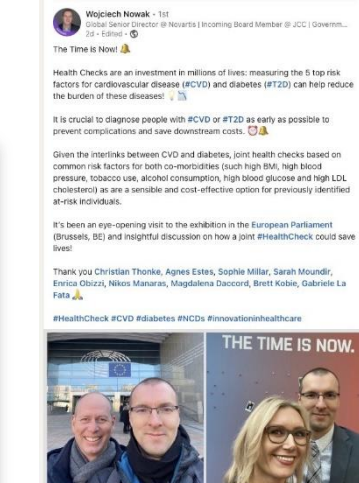 Wojciech Nowak • 1st
Global Senior Director @ Novartis | Incoming Board Member @ JCC | Governm...
2d • Edited •
The Time is Now! 🔔
Health Checks are an investment in millions of lives: measuring the 5 top risk
factors for cardiovascular disease (#CVD) and diabetes (#T2D) can help reduce
the burden of these diseases! 💡📉
It is crucial to diagnose people with #CVD or #T2D as early as possible to
prevent complications and save downstream costs. ⏰🔔
Given the interlinks between CVD and diabetes, joint health checks based on
common risk factors for both co-morbidities (such high BMI, high blood
pressure, tobacco use, alcohol consumption, high blood glucose and high LDL
cholesterol) as are a sensible and cost-effective option for previously identified
at-risk individuals.
It's been an eye-opening visit to the exhibition in the European Parliament
(Brussels, BE) and insightful discussion on how a joint #HealthCheck could save
lives!
Thank you Christian Thonke, Agnes Estes, Sophie Millar, Sarah Moundir,
Enrica Obizzi, Nikos Manaras, Magdalena Daccord, Brett Kobie, Gabriele La
Fata 🙏
#HealthCheck #CVD #diabetes #NCDs #innovationinhealthcare
THE TIME IS NOW.